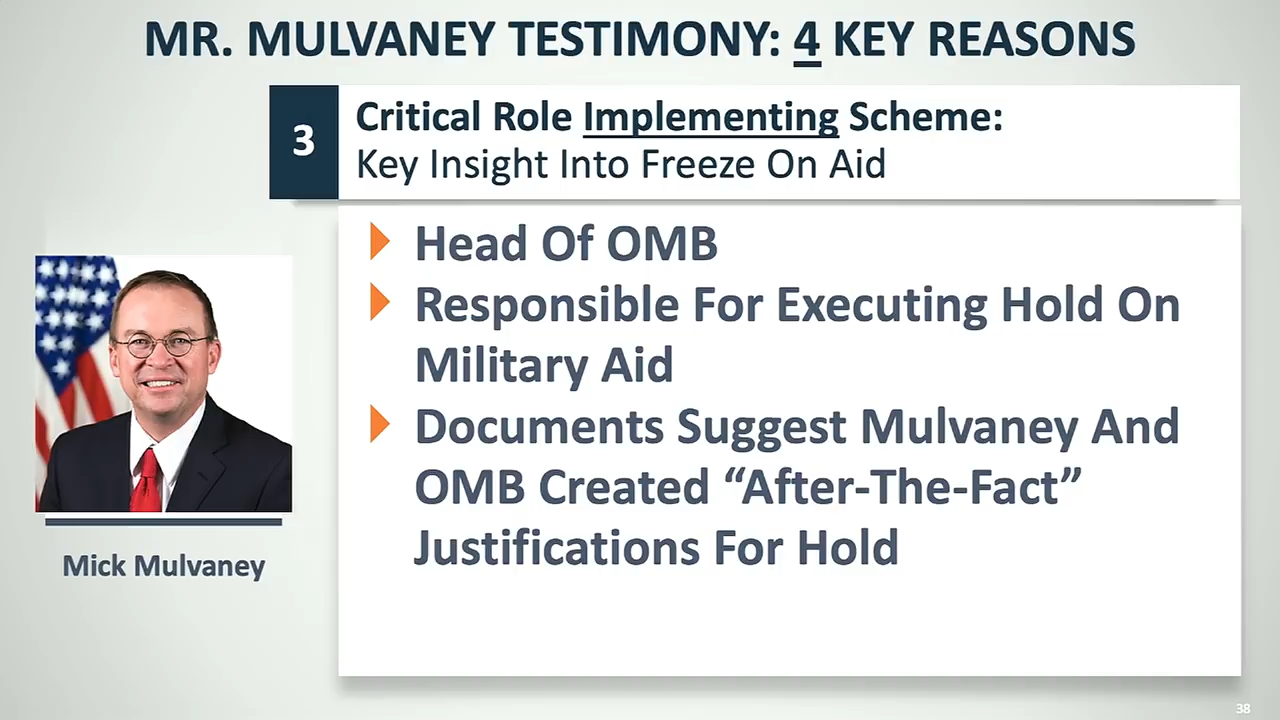 MR. MULVANEY TESTIMONY: 4 KEY REASONS
3
Critical Role Implementing Scheme:
Key Insight Into Freeze On Aid
Head Of OMB
Responsible For Executing Hold On
Military Aid
Documents Suggest Mulvaney And
OMB Created “After-The-Fact”
Justifications For Hold
Mick Mulvaney
38